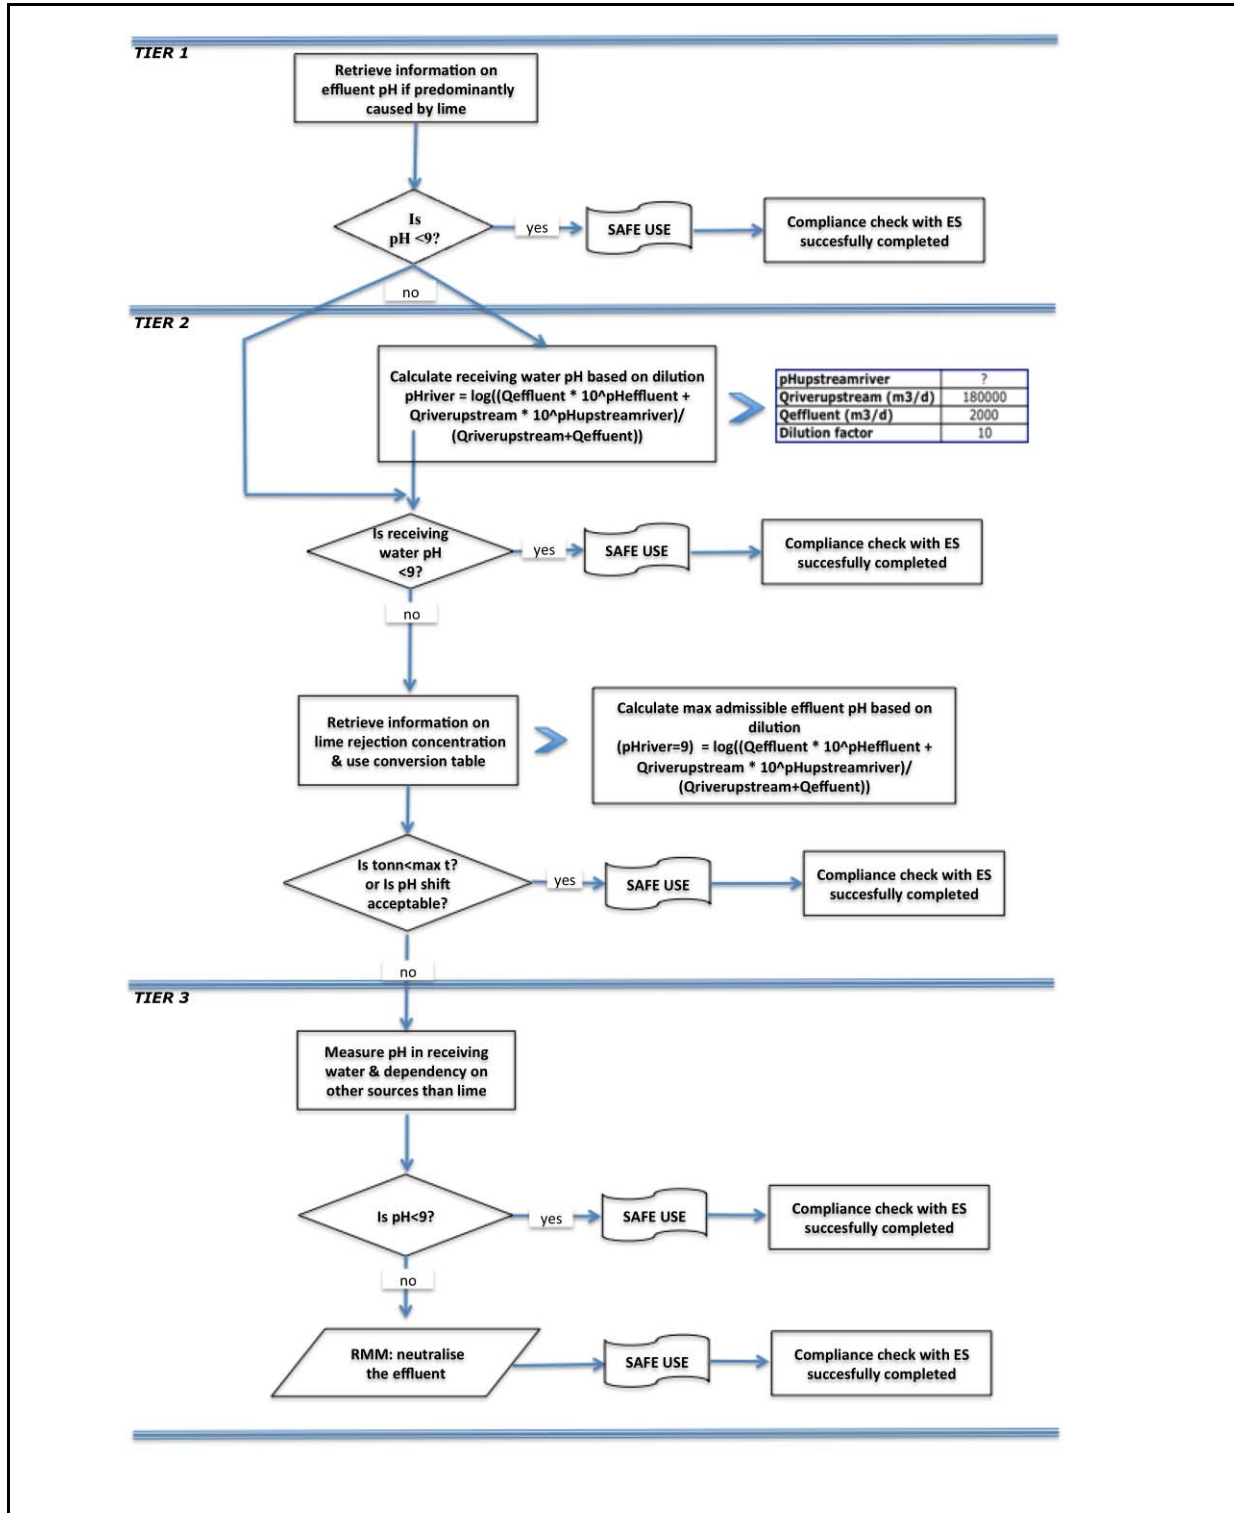 TIER 1
Retrieve information on
effluent pH if predominantly
caused by lime
Is
pH <9?
yes
SAFE USE
Compliance check with ES
succesfully completed
no
TIER 2
Calculate receiving water pH based on dilution
pHriver = log((Qeffluent * 10^pHeffluent +
Qriverupstream * 10^pHupstreamriver)/
(Qriverupstream+Qeffuent))
pHupstreamriver ?
Qriverupstream (m3/d) 180000
Qeffluent (m3/d) 2000
Dilution factor 10
Is receiving
water pH
<9?
yes
SAFE USE
Compliance check with ES
succesfully completed
no
Retrieve information on
lime rejection concentration
& use conversion table
Calculate max admissible effluent pH based on
dilution
(pHriver=9) = log((Qeffluent * 10^pHeffluent +
Qriverupstream * 10^pHupstreamriver)/
(Qriverupstream+Qeffuent))
Is tonn<max t?
or Is pH shift
acceptable?
yes
SAFE USE
Compliance check with ES
succesfully completed
no
TIER 3
Measure pH in receiving
water & dependency on
other sources than lime
Is pH<9?
yes
SAFE USE
Compliance check with ES
succesfully completed
no
RMM: neutralise
the effluent
SAFE USE
Compliance check with ES
succesfully completed